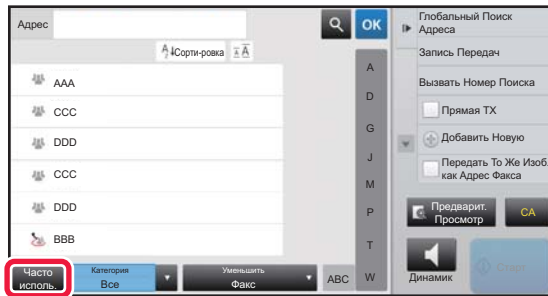 Адрес
OK
Сорти-ровка
AAA
CCC
DDD
CCC
DDD
BBB
A
D
G
J
M
P
T
W
Часто
исполь.
Категория
Все
Уменьшить
Факс
ABC
Глобальный Поиск
Адреса
Запись Передач
Вызвать Номер Поиска
Прямая TX
Добавить Новую
Передать То Же Изоб.
как Адрес Факса
Предварит.
Просмотр
CA
Динамик
Старт